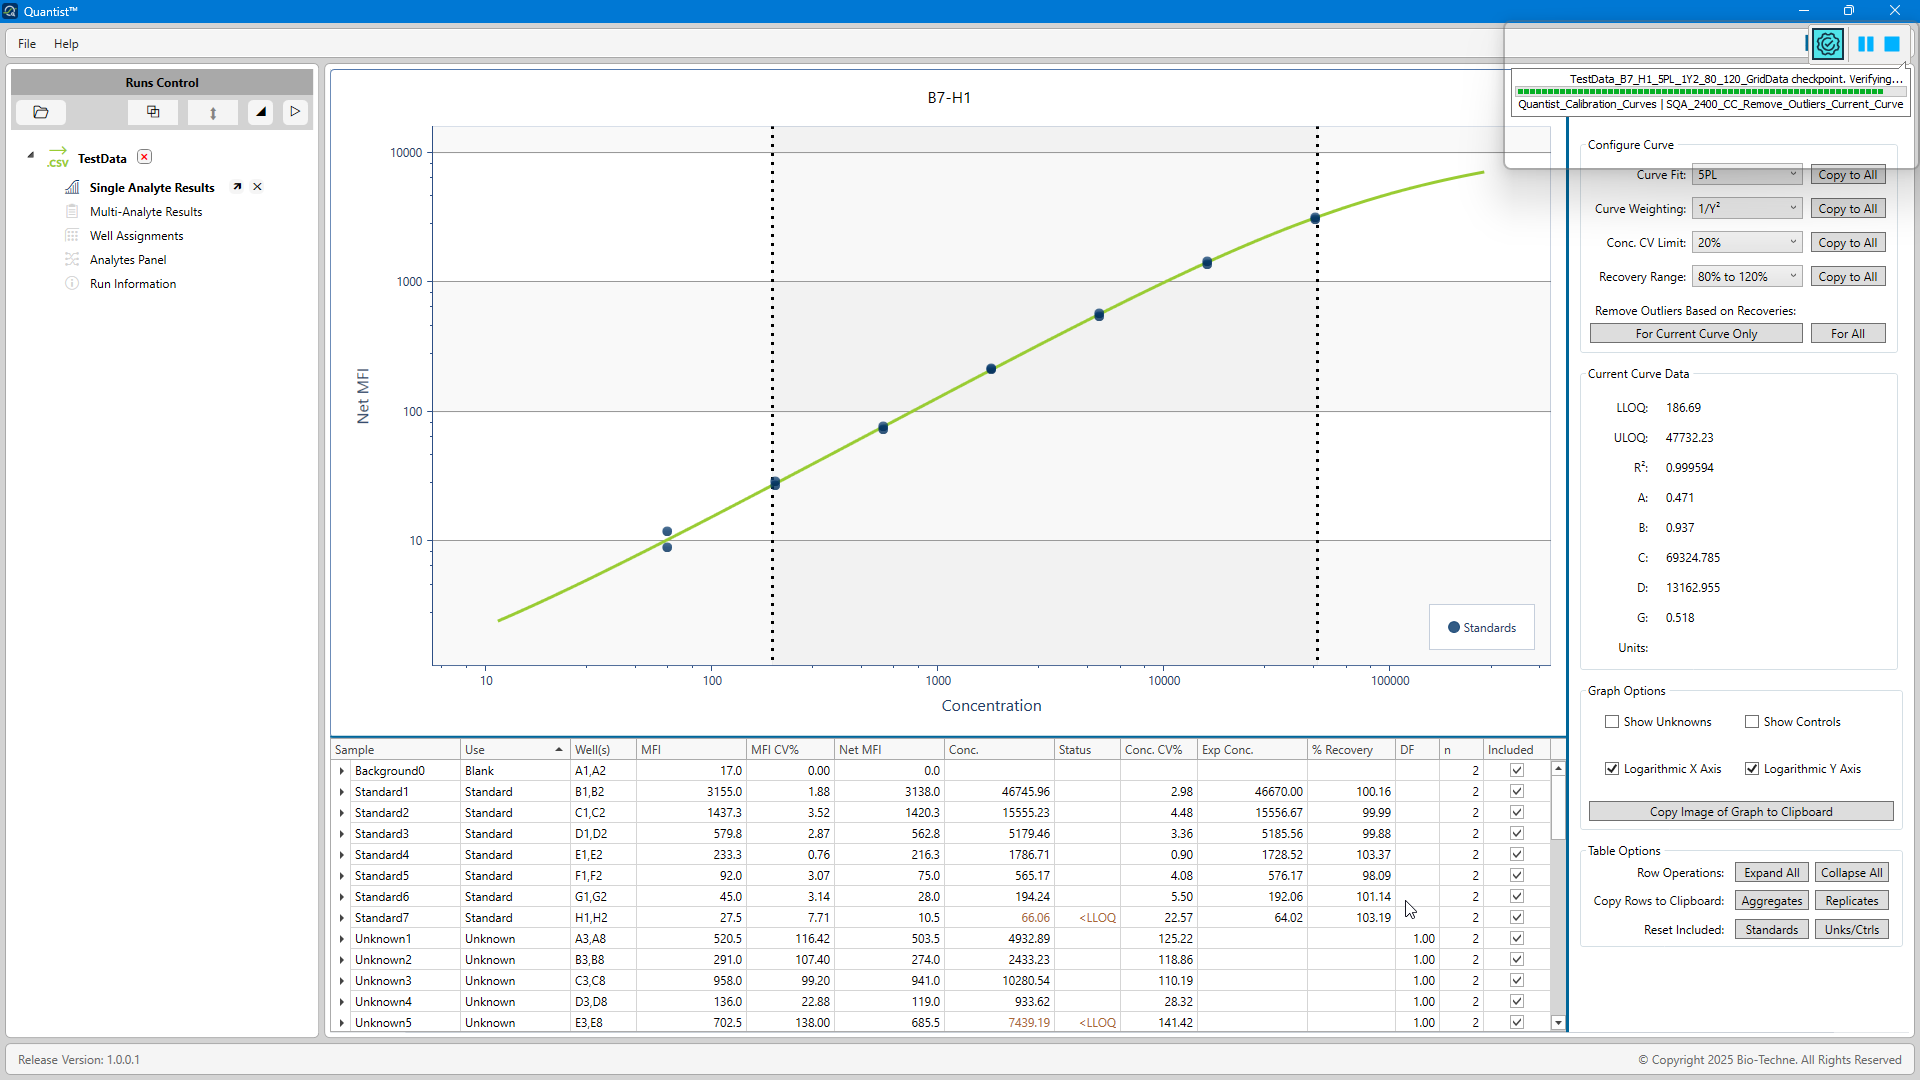 Quantist™
File Help
TestData_B7_H1_5PL_1Y2_80_120_GridData checkpoint. Verifying...
Quantist_Calibration_Curves | SQA_2400_CC_Remove_Outliers_Current_Curve
Runs Control
.CSV TestData
Single Analyte Results
Multi-Analyte Results
Well Assignments
Analytes Panel
Run Information
B7-H1
Net MFI
10000
1000
100
10
Standards
10 100 1000 10000 100000
Concentration
Configure Curve
Curve Fit: 5PL Copy to All
Curve Weighting: 1/Y² Copy to All
Conc. CV Limit: 20% Copy to All
Recovery Range: 80% to 120% Copy to All
Remove Outliers Based on Recoveries:
For Current Curve Only For All
Current Curve Data
LLOQ: 186.69
ULOQ: 47732.23
R²: 0.999594
A: 0.471
B: 0.937
C: 69324.785
D: 13162.955
G: 0.518
Units:
Graph Options
Show Unknowns Show Controls
Logarithmic X Axis Logarithmic Y Axis
Copy Image of Graph to Clipboard
Table Options
Row Operations: Expand All Collapse All
Copy Rows to Clipboard: Aggregates Replicates
Reset Included: Standards Unks/Ctrls
Sample Use Well(s) MFI MFI CV% Net MFI Conc. Status Conc. CV% Exp Conc. % Recovery DF n Included
Background0 Blank A1,A2 17.0 0.00 0.0 2
Standard1 Standard B1,B2 3155.0 1.88 3138.0 46745.96 2.98 46670.00 100.16 2
Standard2 Standard C1,C2 1437.3 3.52 1420.3 15555.23 4.48 15556.67 99.99 2
Standard3 Standard D1,D2 579.8 2.87 562.8 5179.46 3.36 5185.56 99.88 2
Standard4 Standard E1,E2 233.3 0.76 216.3 1786.71 0.90 1728.52 103.37 2
Standard5 Standard F1,F2 92.0 3.07 75.0 565.17 4.08 576.17 98.09 2
Standard6 Standard G1,G2 45.0 3.14 28.0 194.24 5.50 192.06 101.14 2
Standard7 Standard H1,H2 27.5 7.71 10.5 66.06 <LLOQ 22.57 64.02 103.19 2
Unknown1 Unknown A3,A8 520.5 116.42 503.5 4932.89 125.22 1.00 2
Unknown2 Unknown B3,B8 291.0 107.40 274.0 2433.23 118.86 1.00 2
Unknown3 Unknown C3,C8 958.0 99.20 941.0 10280.54 110.19 1.00 2
Unknown4 Unknown D3,D8 136.0 22.88 119.0 933.62 28.32 1.00 2
Unknown5 Unknown E3,E8 702.5 138.00 685.5 7439.19 <LLOQ 141.42 1.00 2
Release Version: 1.0.0.1
© Copyright 2025 Bio-Techne. All Rights Reserved